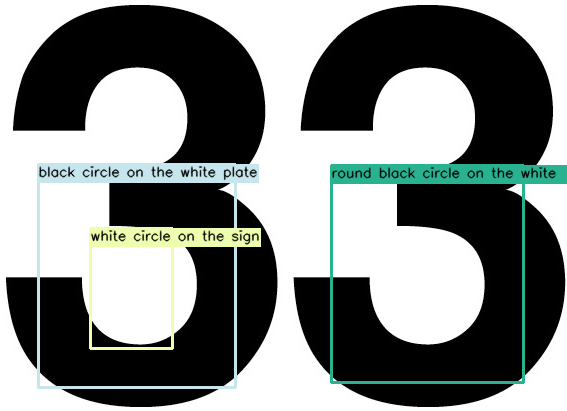 33
black circle on the white plate
round black circle on the white
white circle on the sign